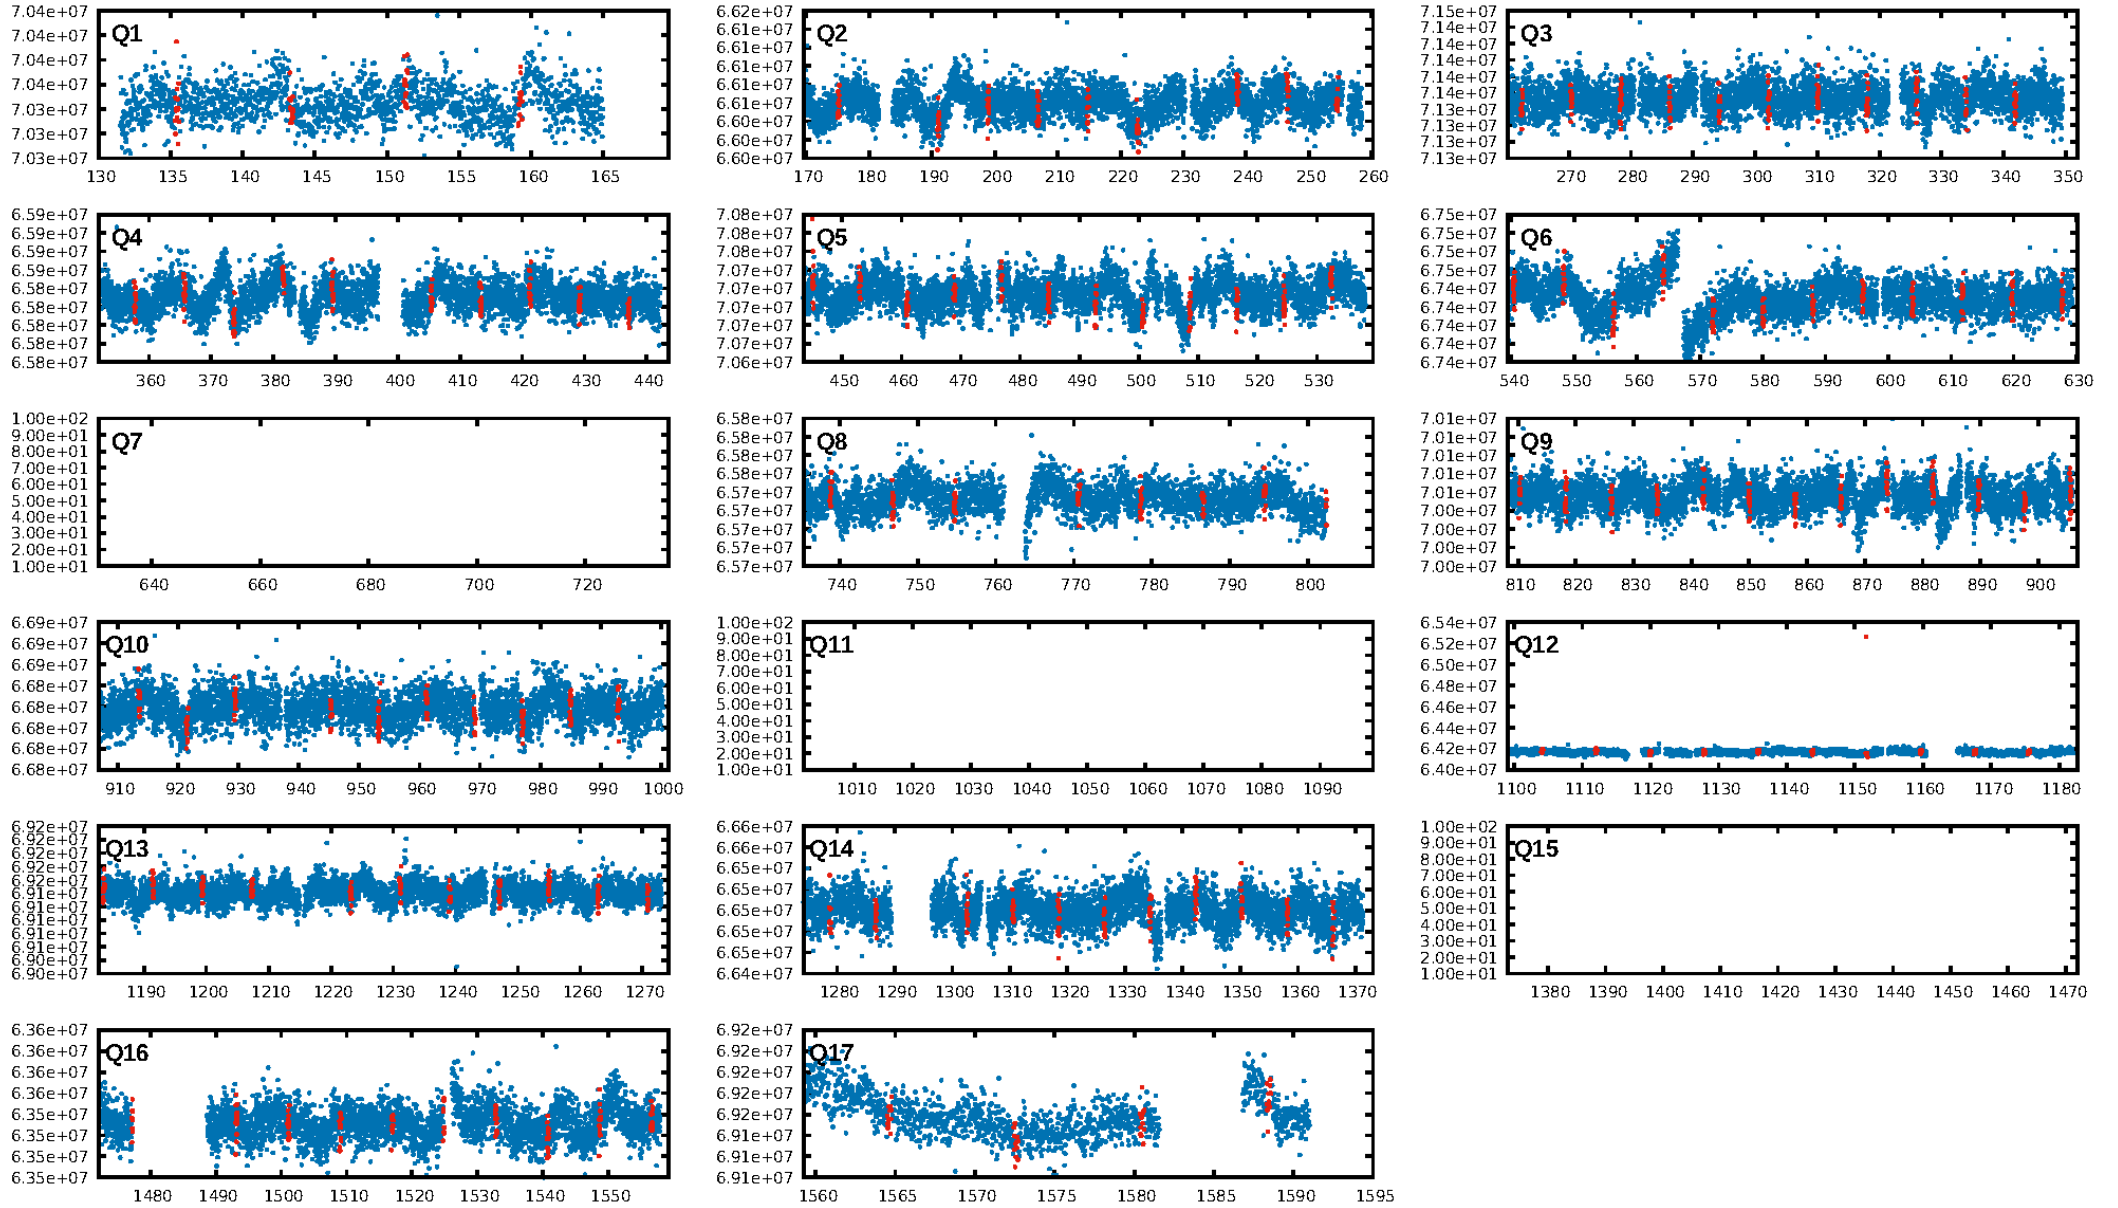 7.04e+07
7.04e+07
7.04e+07
7.04e+07
7.03e+07
7.03e+07
7.03e+07
Q1
130 135 140 145 150 155 160 165
6.62e+07
6.61e+07
6.61e+07
6.61e+07
6.61e+07
6.61e+07
6.60e+07
6.60e+07
6.60e+07
Q2
170 180 190 200 210 220 230 240 250 260
7.15e+07
7.14e+07
7.14e+07
7.14e+07
7.14e+07
7.14e+07
7.13e+07
7.13e+07
7.13e+07
7.13e+07
Q3
270 280 290 300 310 320 330 340 350
6.59e+07
6.59e+07
6.59e+07
6.59e+07
6.58e+07
6.58e+07
6.58e+07
6.58e+07
6.58e+07
Q4
360 370 380 390 400 410 420 430 440
7.08e+07
7.08e+07
7.08e+07
7.07e+07
7.07e+07
7.07e+07
7.07e+07
7.07e+07
7.06e+07
Q5
450 460 470 480 490 500 510 520 530
6.75e+07
6.75e+07
6.75e+07
6.75e+07
6.74e+07
6.74e+07
6.74e+07
6.74e+07
6.74e+07
Q6
540 550 560 570 580 590 600 610 620 630
1.00e+02
9.00e+01
8.00e+01
7.00e+01
6.00e+01
5.00e+01
4.00e+01
3.00e+01
2.00e+01
1.00e+01
Q7
640 660 680 700 720
6.58e+07
6.58e+07
6.58e+07
6.58e+07
6.57e+07
6.57e+07
6.57e+07
6.57e+07
Q8
740 750 760 770 780 790 800
7.01e+07
7.01e+07
7.01e+07
7.01e+07
7.01e+07
7.00e+07
7.00e+07
7.00e+07
7.00e+07
Q9
810 820 830 840 850 860 870 880 890 900
6.69e+07
6.69e+07
6.69e+07
6.68e+07
6.68e+07
6.68e+07
6.68e+07
6.68e+07
Q10
910 920 930 940 950 960 970 980 990 1000
1.00e+02
9.00e+01
8.00e+01
7.00e+01
6.00e+01
5.00e+01
4.00e+01
3.00e+01
2.00e+01
1.00e+01
Q11
1010 1020 1030 1040 1050 1060 1070 1080 1090
6.54e+07
6.52e+07
6.50e+07
6.48e+07
6.46e+07
6.44e+07
6.42e+07
6.40e+07
Q12
1100 1110 1120 1130 1140 1150 1160 1170 1180
6.92e+07
6.92e+07
6.92e+07
6.92e+07
6.92e+07
6.91e+07
6.91e+07
6.91e+07
6.91e+07
6.91e+07
6.90e+07
6.90e+07
Q13
1190 1200 1210 1220 1230 1240 1250 1260 1270
6.66e+07
6.66e+07
6.65e+07
6.65e+07
6.65e+07
6.65e+07
6.65e+07
6.64e+07
Q14
1280 1290 1300 1310 1320 1330 1340 1350 1360 1370
1.00e+02
9.00e+01
8.00e+01
7.00e+01
6.00e+01
5.00e+01
4.00e+01
3.00e+01
2.00e+01
1.00e+01
Q15
1380 1390 1400 1410 1420 1430 1440 1450 1460 1470
6.36e+07
6.36e+07
6.36e+07
6.36e+07
6.35e+07
6.35e+07
6.35e+07
6.35e+07
Q16
1480 1490 1500 1510 1520 1530 1540 1550
6.92e+07
6.92e+07
6.92e+07
6.92e+07
6.92e+07
6.91e+07
6.91e+07
6.91e+07
Q17
1560 1565 1570 1575 1580 1585 1590 1595